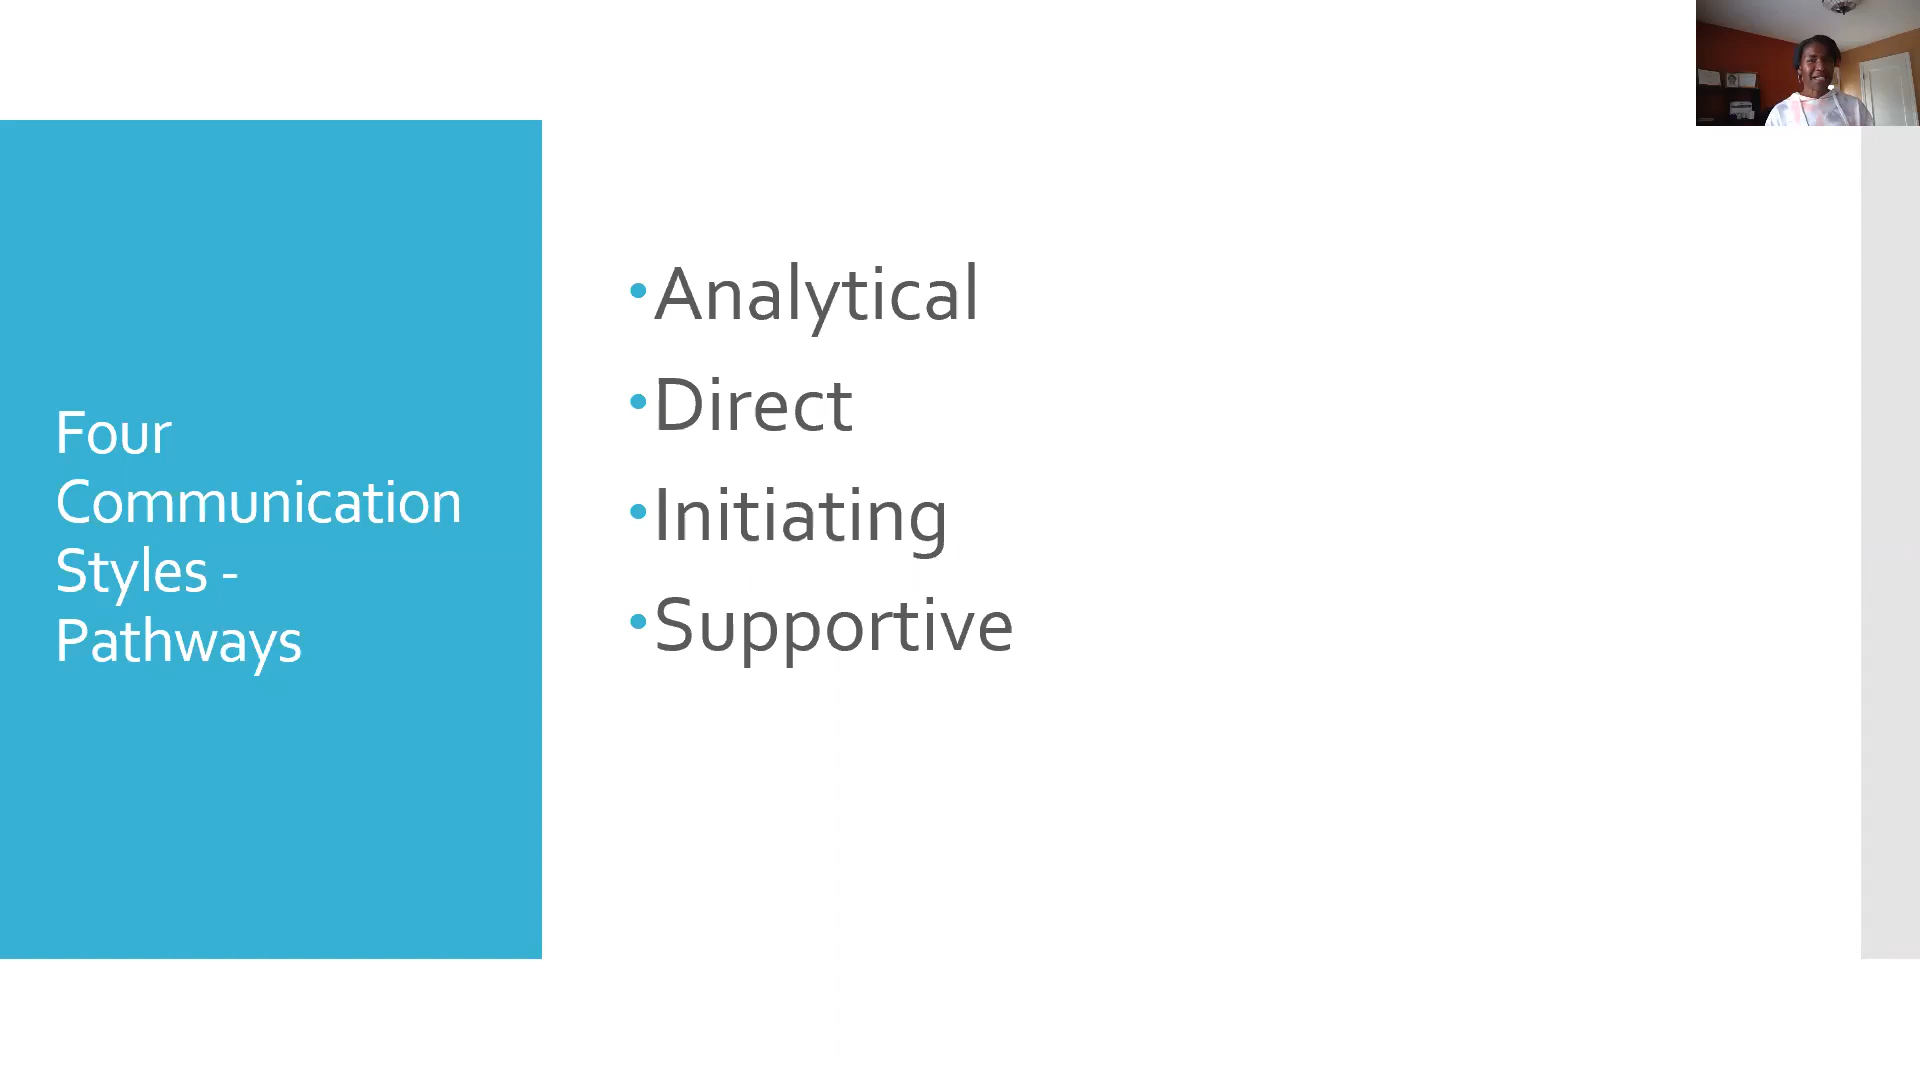 Four
Communication
Styles -
Pathways
•Analytical
•Direct
•Initiating
•Supportive